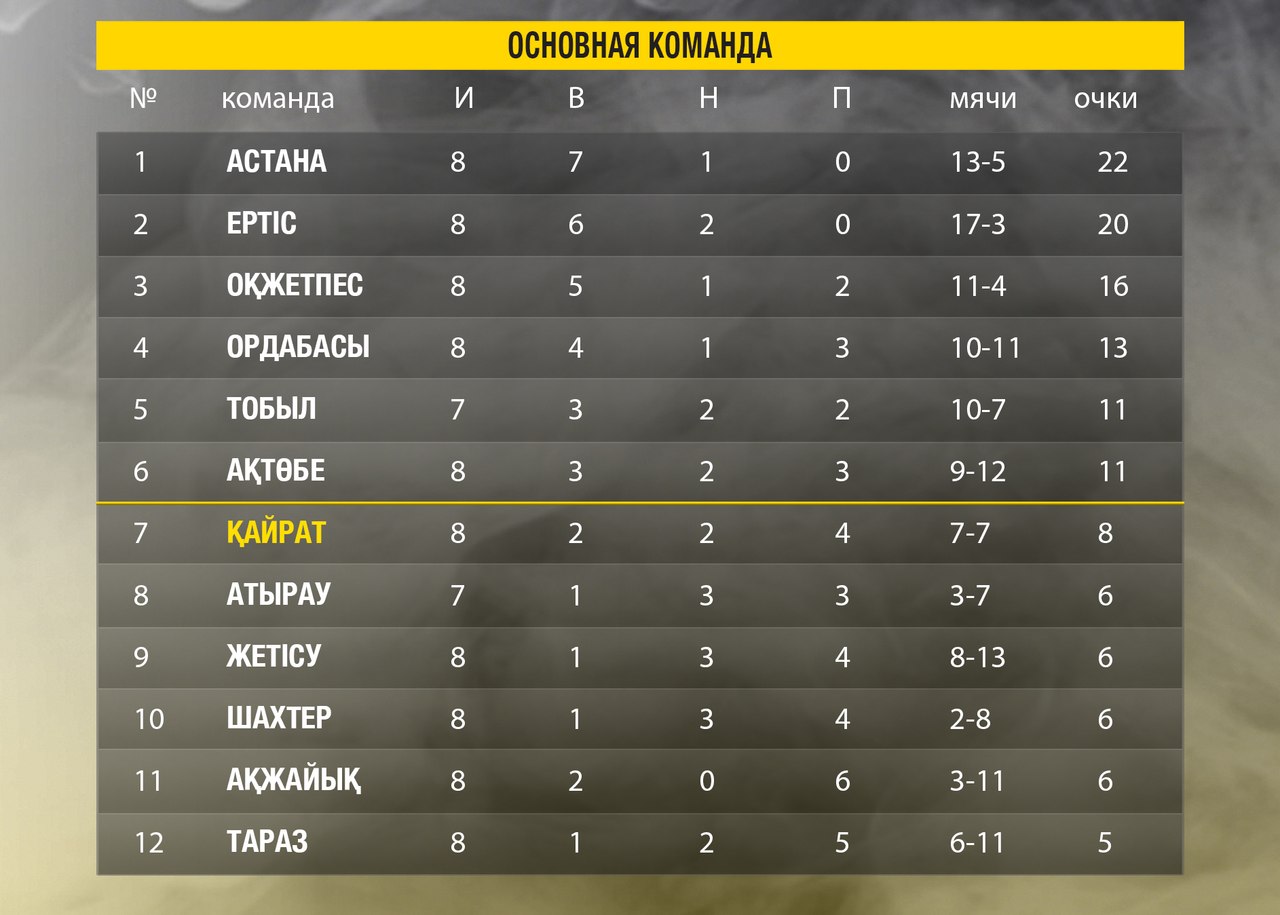 ОСНОВНАЯ КОМАНДА
№ команда И В Н П мячи очки
1 АСТАНА 8 7 1 0 13-5 22
2 ЕРТІС 8 6 2 0 17-3 20
3 ОҚЖЕТПЕС 8 5 1 2 11-4 16
4 ОРДАБАСЫ 8 4 1 3 10-11 13
5 ТОБЫЛ 7 3 2 2 10-7 11
6 АҚТӨБЕ 8 3 2 3 9-12 11
7 ҚАЙРАТ 8 2 2 4 7-7 8
8 АТЫРАУ 7 1 3 3 3-7 6
9 ЖЕТІСУ 8 1 3 4 8-13 6
10 ШАХТЕР 8 1 3 4 2-8 6
11 АҚЖАЙЫҚ 8 2 0 6 3-11 6
12 ТАРАЗ 8 1 2 5 6-11 5